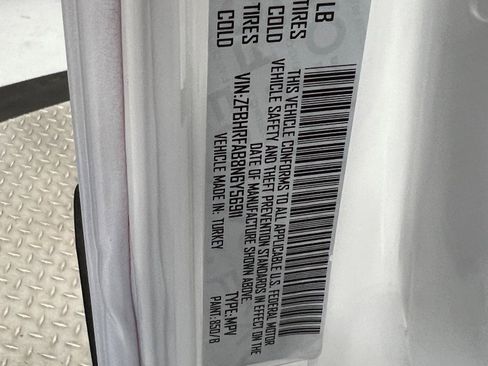 LB
TIRES COLD
TIRES COLD
THIS VEHICLE CONFORMS TO ALL APPLICABLE U.S. FEDERAL MOTOR
VEHICLE SAFETY AND THEFT PREVENTION STANDARDS IN EFFECT ON THE
DATE OF MANUFACTURE SHOWN ABOVE.
VIN:ZFBHRFAB8N6Y56911
TYPE:MPV
VEHICLE MADE IN: TURKEY
PAINT: 850/B